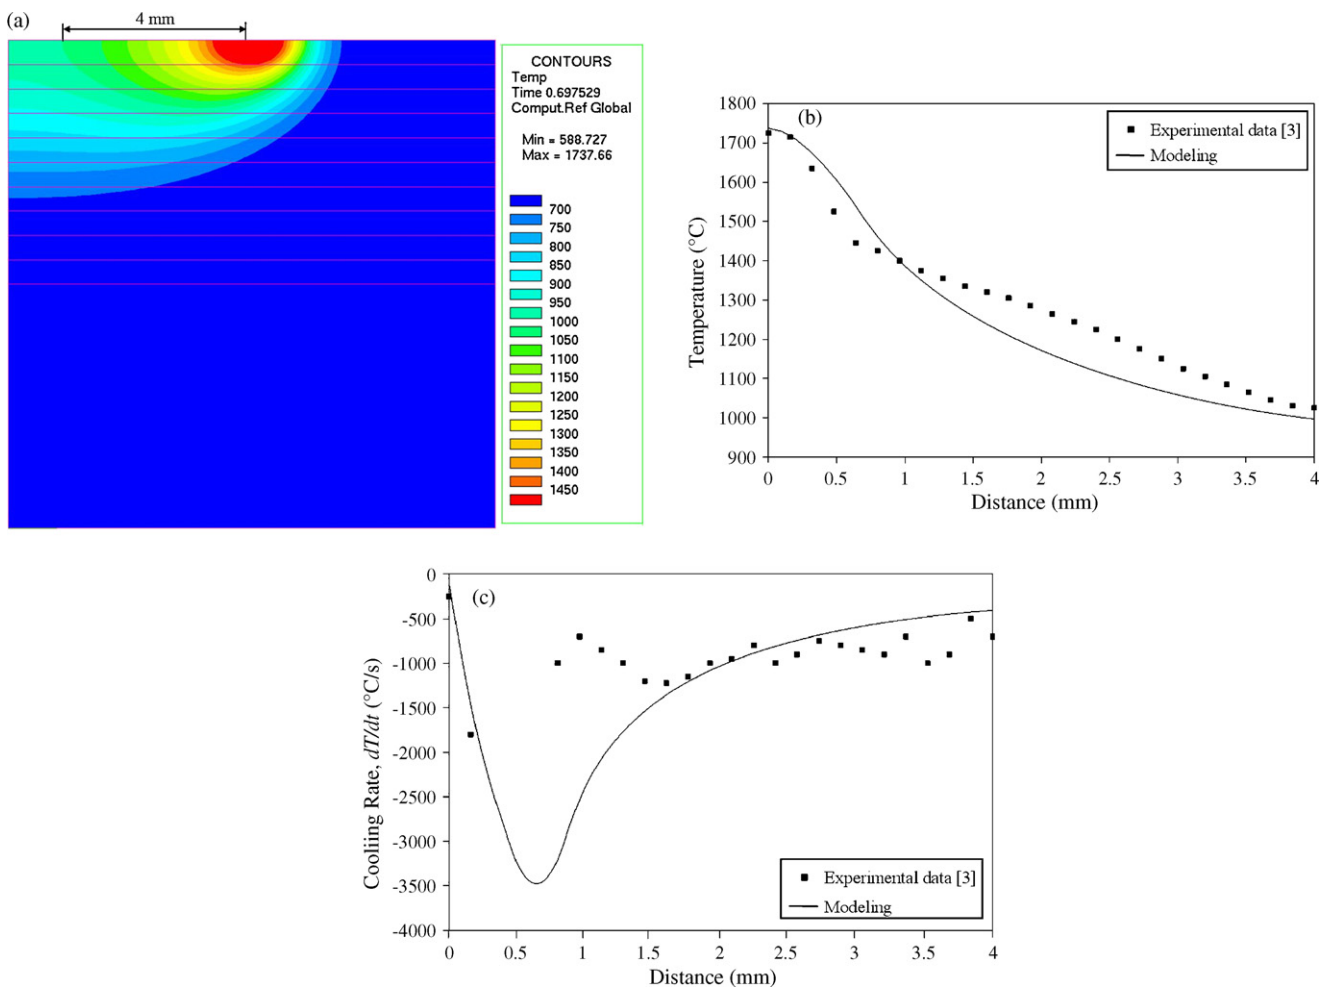 (a)
4 mm
CONTOURS
Temp
Time 0.697529
Comput.Ref Global
Min = 588.727
Max = 1737.66
700
750
800
850
900
950
1000
1050
1100
1150
1200
1250
1300
1350
1400
1450
(b)
Experimental data [3]
Modeling
1800
1700
1600
1500
1400
1300
1200
1100
1000
900
Temperature (°C)
0 0.5 1 1.5 2 2.5 3 3.5 4
Distance (mm)
(c)
0
-500
-1000
-1500
-2000
-2500
-3000
-3500
-4000
Cooliing Rate, dT/dt (°C/s)
Experimental data [3]
Modeling
0 0.5 1 1.5 2 2.5 3 3.5 4
Distance (mm)